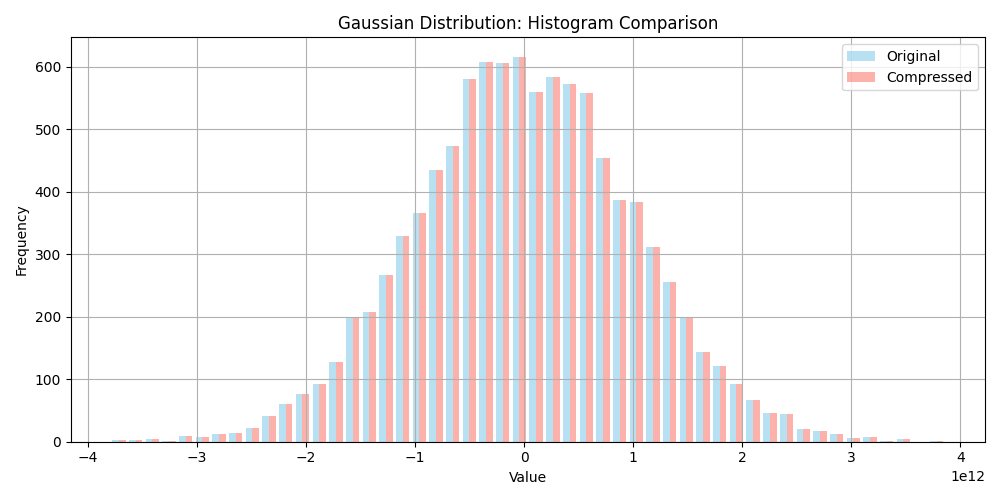 Gaussian Distribution: Histogram Comparison
Original
Compressed
Frequency
600
500
400
300
200
100
0
−4 −3 −2 −1 0 1 2 3 4
1e12
Value